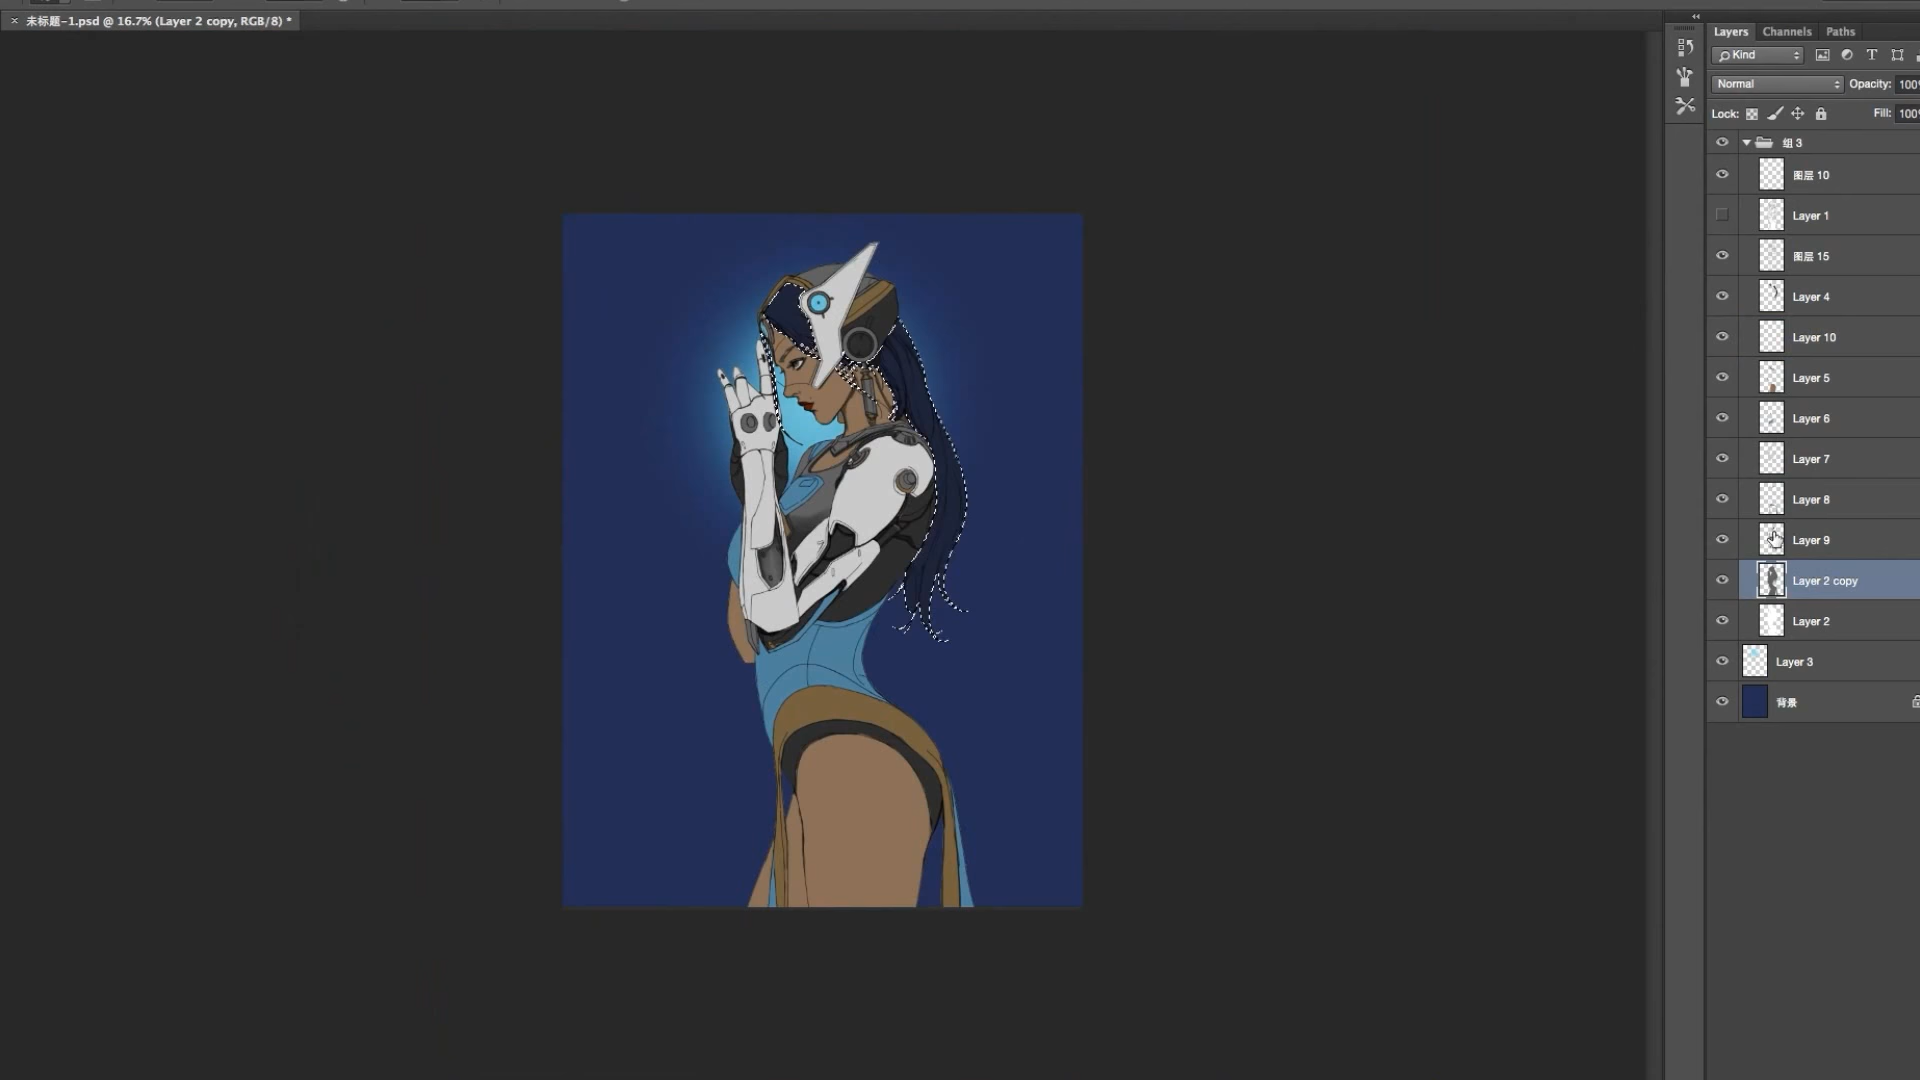 × 未标题-1.psd @ 16.7% (Layer 2 copy, RGB/8) *
Layers Channels Paths
Kind
Normal Opacity: 100%
Lock: Fill: 100%
组 3
图层 10
Layer 1
图层 15
Layer 4
Layer 10
Layer 5
Layer 6
Layer 7
Layer 8
Layer 9
Layer 2 copy
Layer 2
Layer 3
背景